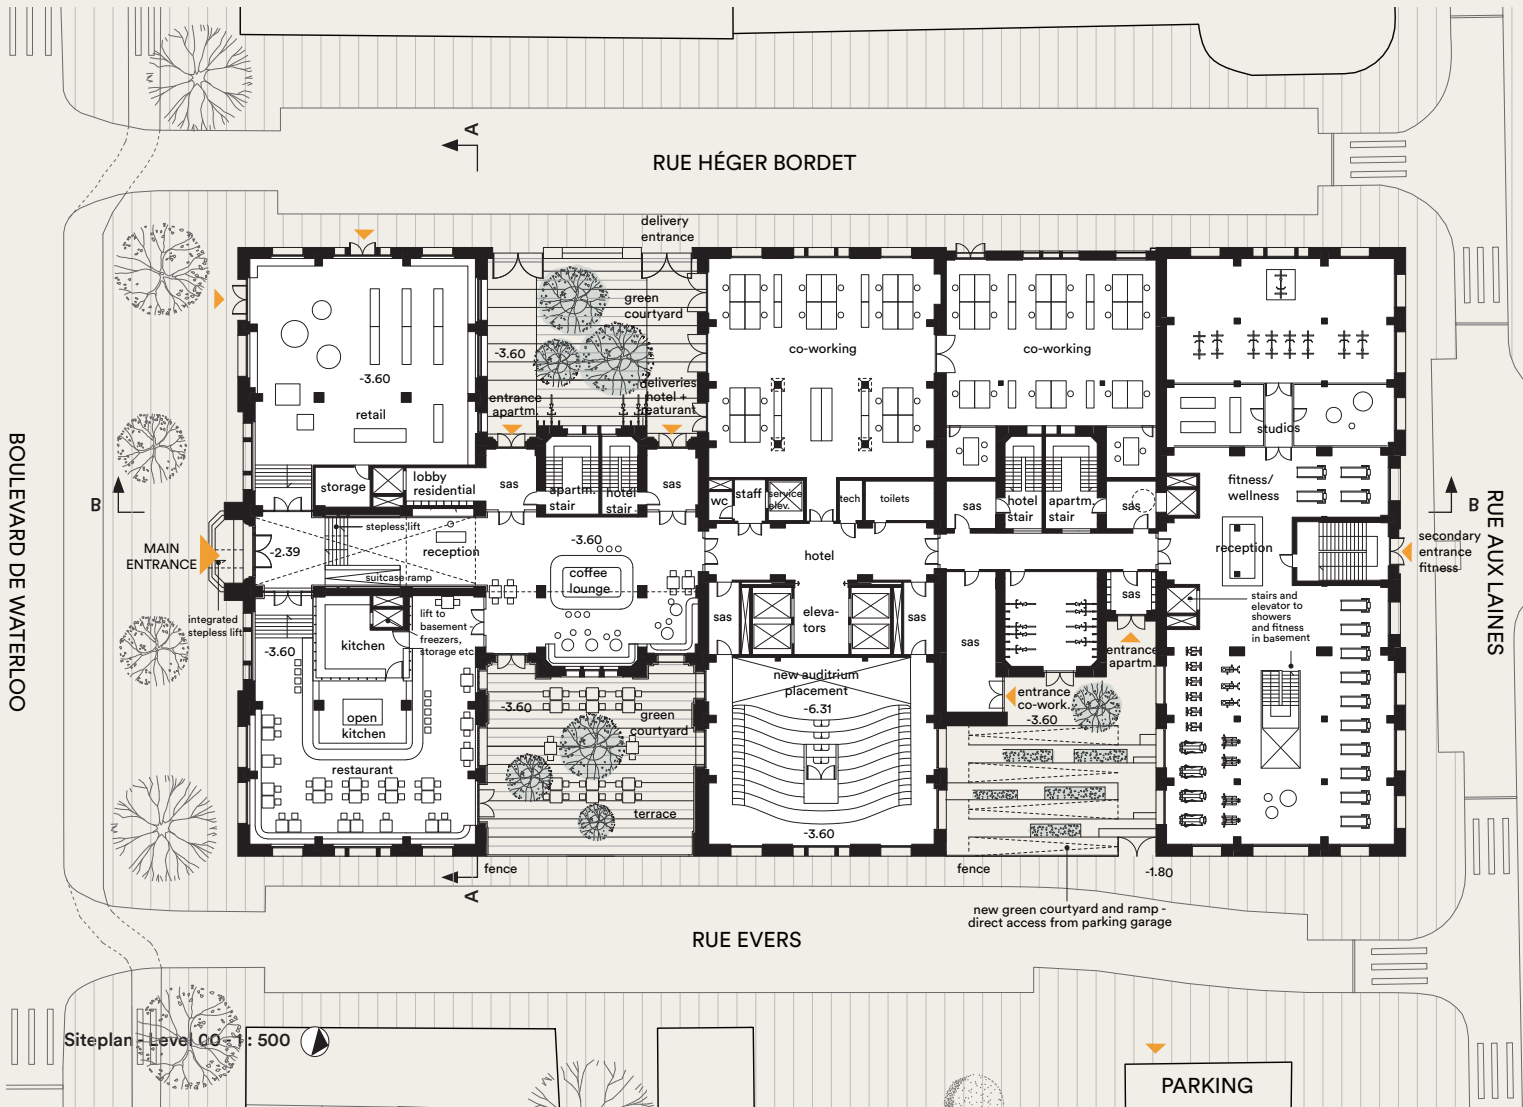 A
RUE HÉGER BORDET
delivery
entrance
green
courtyard
-3.60
co-working
co-working
-3.60
retail
entrance
apartm.
deliveries
hotel +
reaturant
studios
storage
lobby
residential
sas
apartm.
stair
hotel
stair
sas
wc
staff
service
elev.
tech
toilets
sas
hotel
stair
apartm.
stair
sas
fitness/
wellness
B
B
BOULEVARD DE WATERLOO
RUE AUX LAINES
MAIN
ENTRANCE
-2.39
stepless lift
reception
suitcase ramp
-3.60
coffee
lounge
hotel
reception
secondary
entrance
fitness
integrated
stepless lift
-3.60
kitchen
lift to
basement -
freezers,
storage etc.
sas
eleva-
tors
sas
sas
sas
stairs and
elevator to
showers
and fitness
in basement
entrance
apartm.
open
kitchen
restaurant
-3.60
green
courtyard
terrace
new auditrium
placement
-6.31
-3.60
entrance
co-work.
-3.60
fence
A
fence
-1.80
new green courtyard and ramp -
direct access from parking garage
RUE EVERS
Siteplan - Level 00 - 1 : 500
PARKING